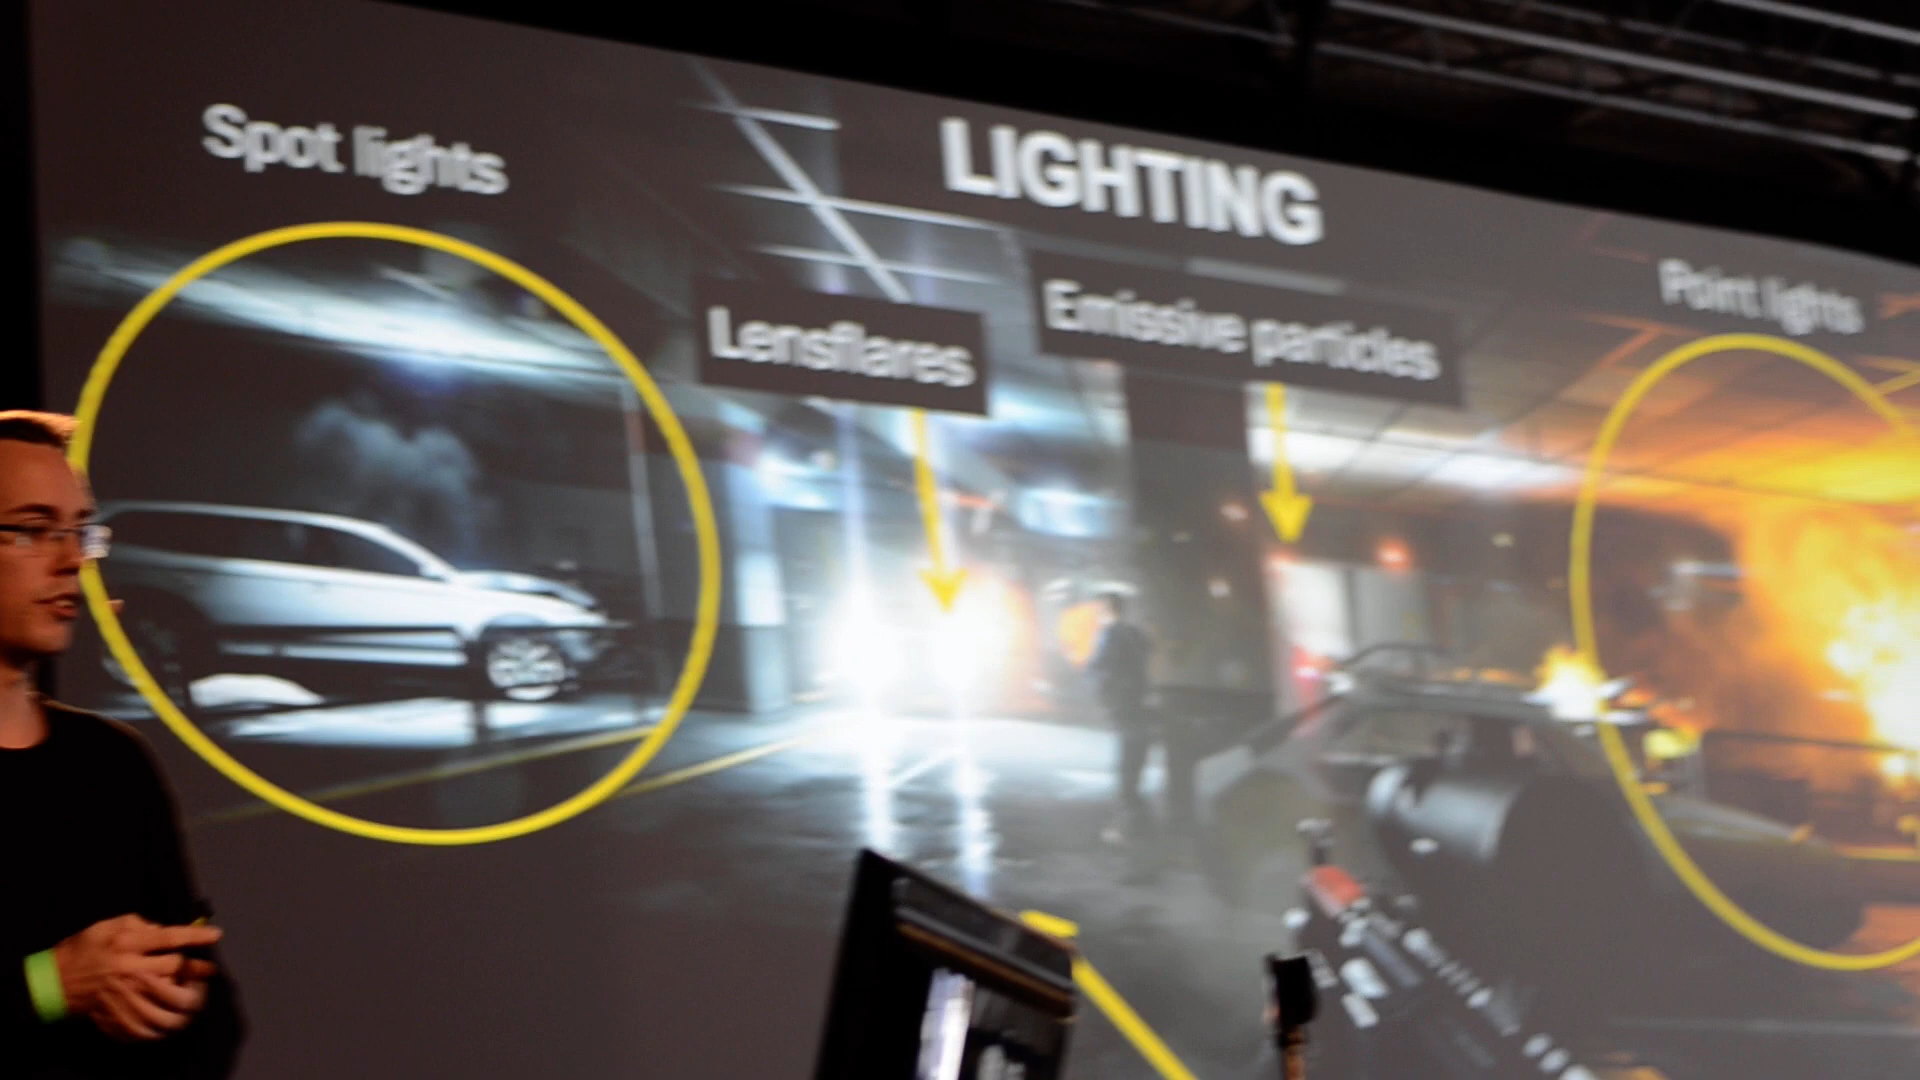 LIGHTING
Spot lights
Lensflares
Emissive particles
Point lights